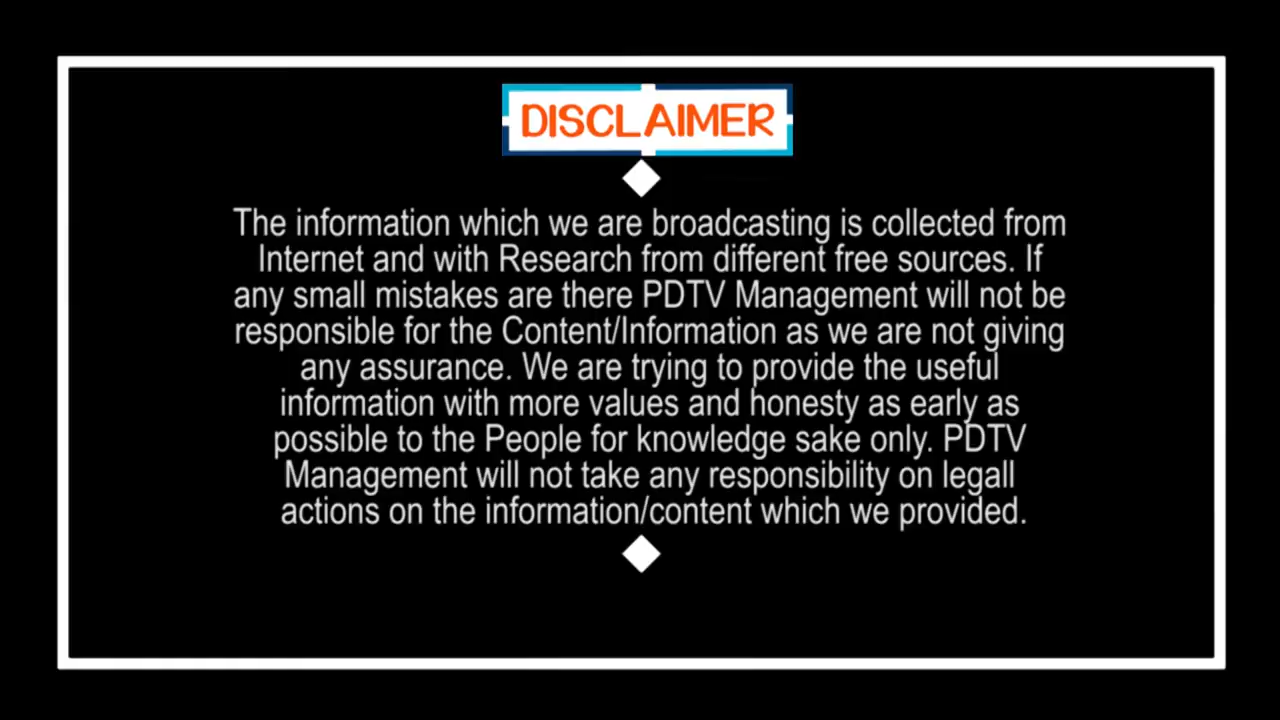 DISCLAIMER
The information which we are broadcasting is collected from
Internet and with Research from different free sources. If
any small mistakes are there PDTV Management will not be
responsible for the Content/Information as we are not giving
any assurance. We are trying to provide the useful
information with more values and honesty as early as
possible to the People for knowledge sake only. PDTV
Management will not take any responsibility on legall
actions on the information/content which we provided.